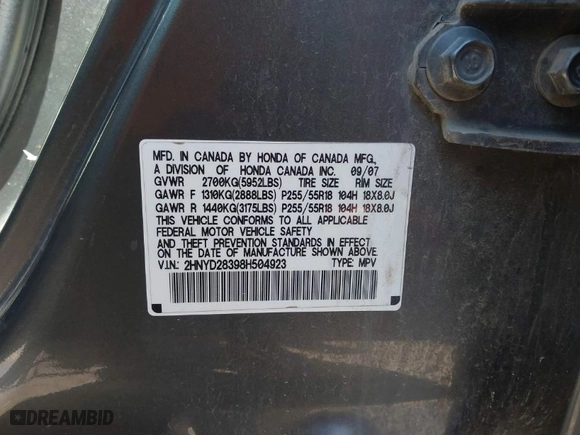 MFD. IN CANADA BY HONDA OF CANADA MFG.,
A DIVISION OF HONDA CANADA INC. 09/07
GVWR 2700KG(5952LBS) TIRE SIZE RIM SIZE
GAWR F 1310KG(2888LBS) P255/55R18 104H 18X8.0J
GAWR R 1440KG(3175LBS) P255/55R18 104H 18X8.0J
THIS VEHICLE CONFORMS TO ALL APPLICABLE
FEDERAL MOTOR VEHICLE SAFETY
AND THEFT PREVENTION STANDARDS IN EFFECT
ON THE DATE OF MANUFACTURE SHOWN ABOVE.
V.I.N.: 2HNYD28398H504923 TYPE: MPV
DREAMBID